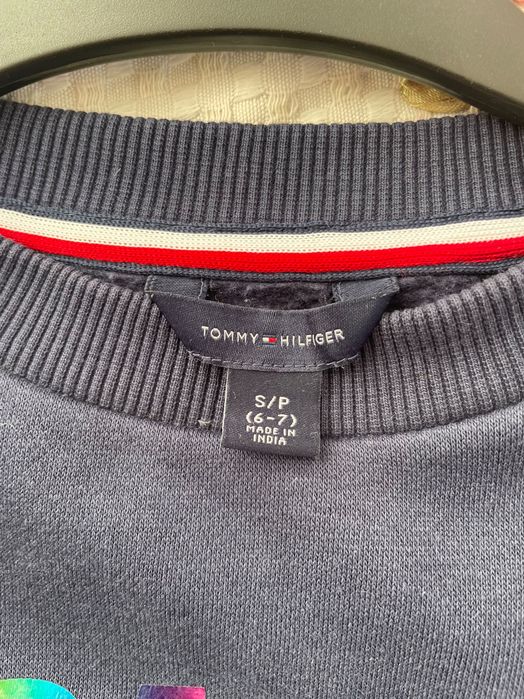 TOMMY HILFIGER
S/P
(6-7)
MADE IN
INDIA